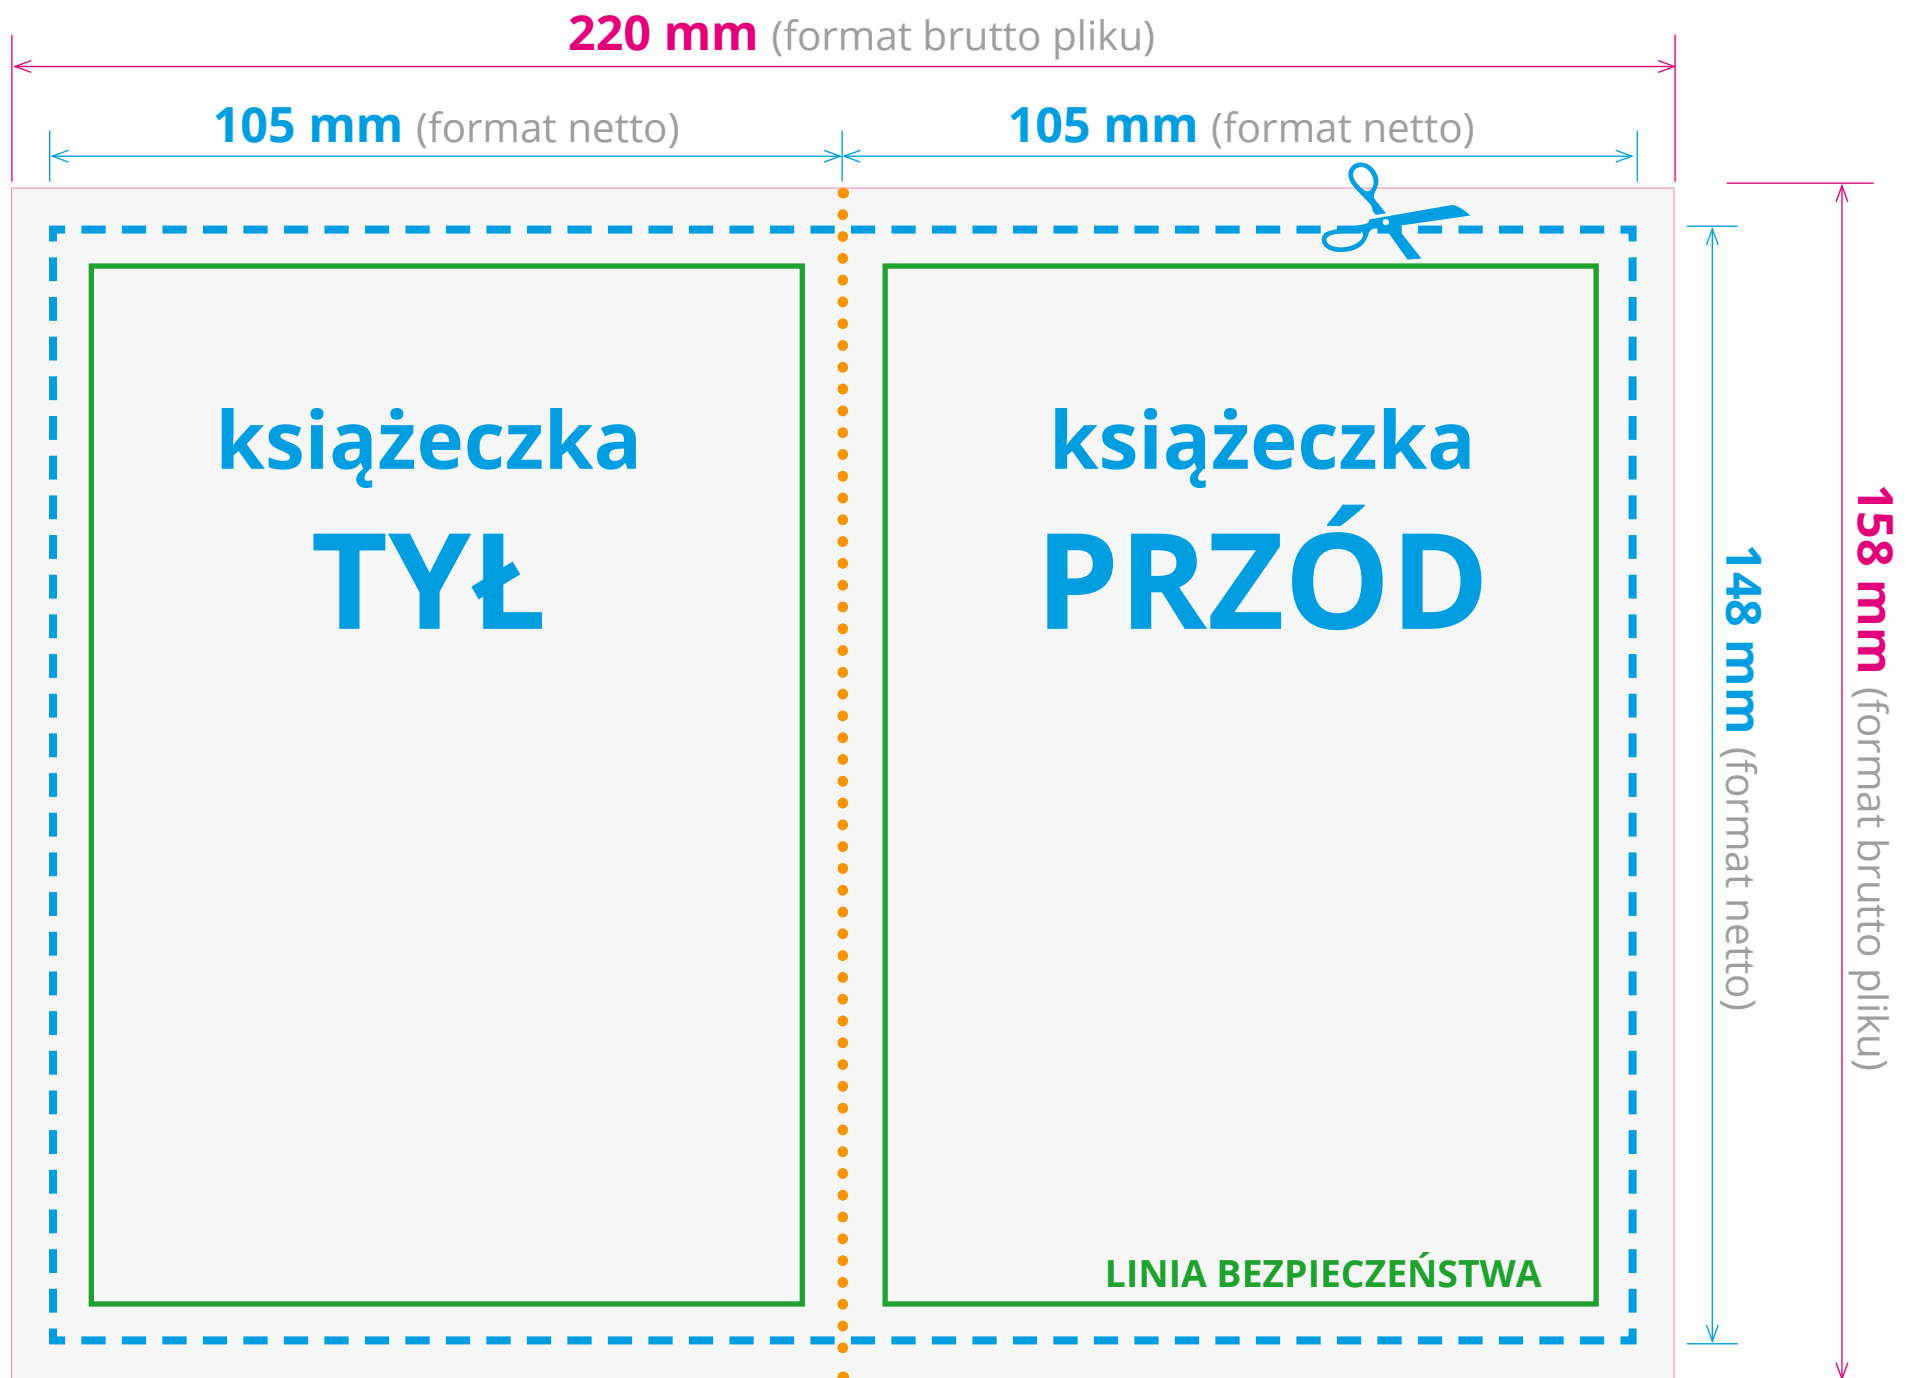 220 mm (format brutto pliku)
105 mm (format netto)
105 mm (format netto)
książeczka
TYŁ
książeczka
PRZÓD
LINIA BEZPIECZEŃSTWA
148 mm (format netto)
158 mm (format brutto pliku)